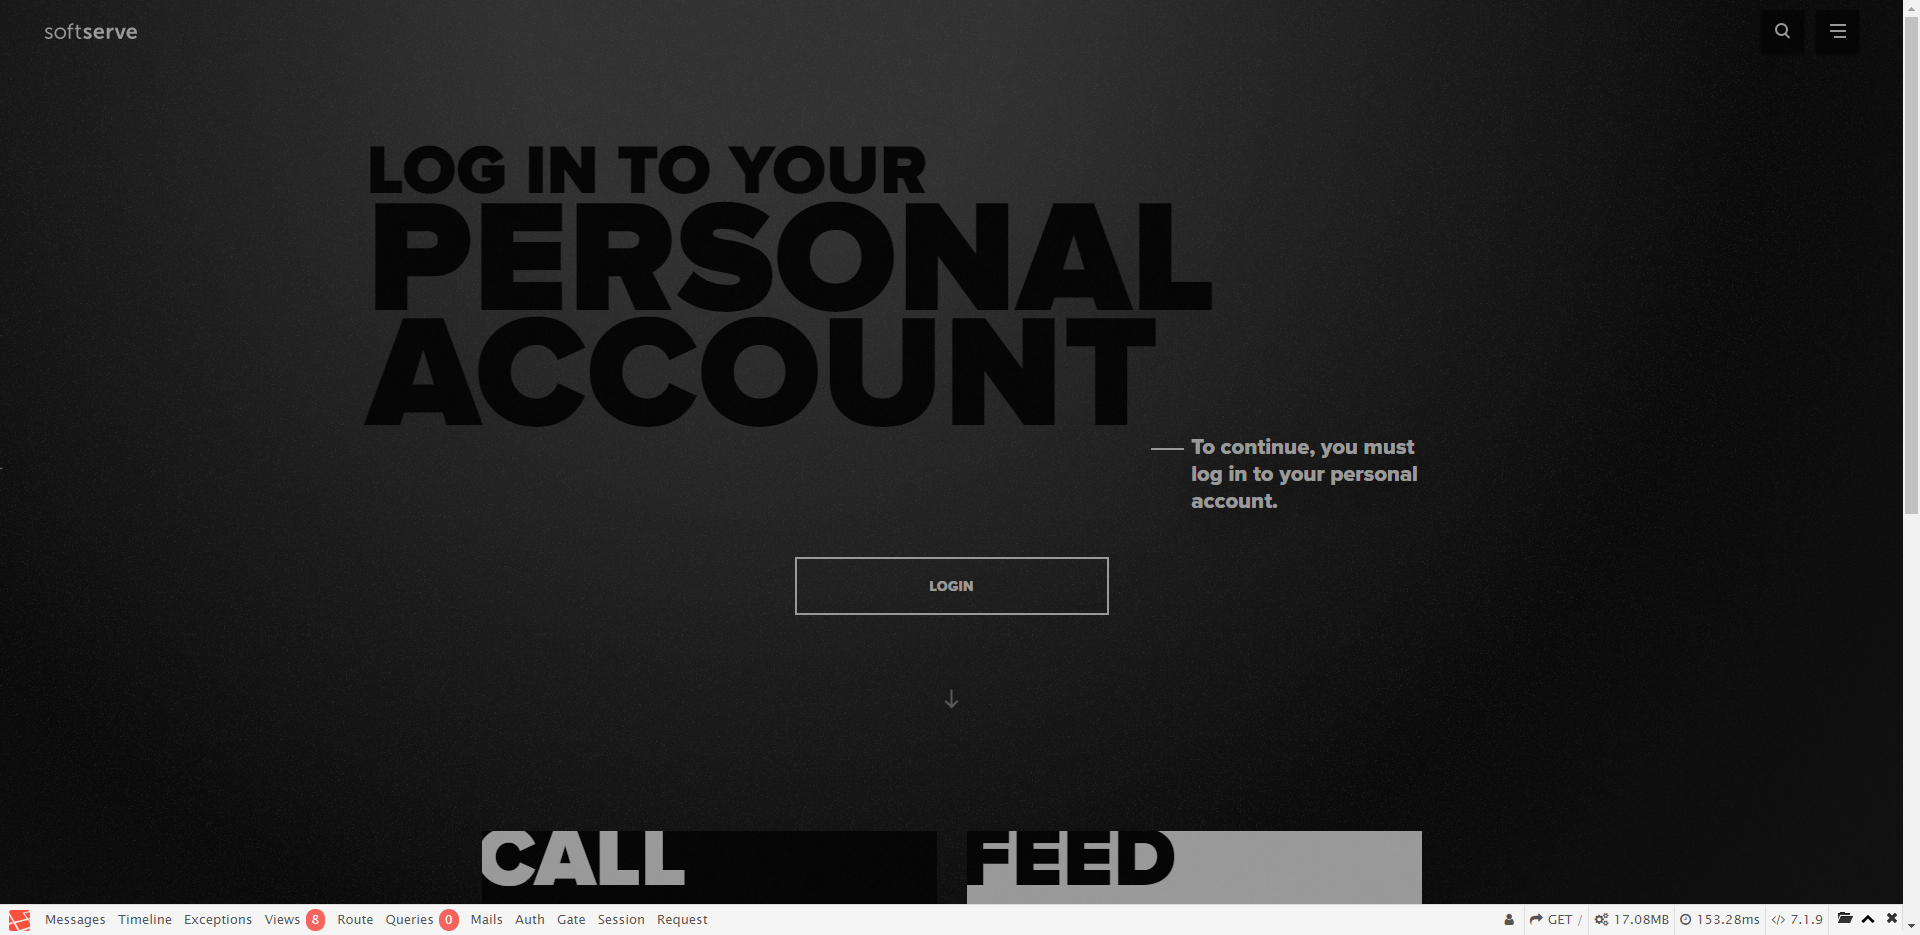 softserve
LOG IN TO YOUR
PERSONAL
ACCOUNT
To continue, you must
log in to your personal
account.
LOGIN
CALL
FEED
Messages Timeline Exceptions Views 8 Route Queries 0 Mails Auth Gate Session Request GET / 17.08MB 153.28ms 7.1.9